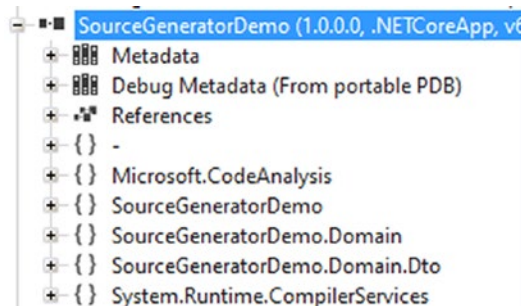 SourceGeneratorDemo (1.0.0.0, .NETCoreApp, v6
Metadata
Debug Metadata (From portable PDB)
References
{ } -
{ } Microsoft.CodeAnalysis
{ } SourceGeneratorDemo
{ } SourceGeneratorDemo.Domain
{ } SourceGeneratorDemo.Domain.Dto
{ } System.Runtime.CompilerServices